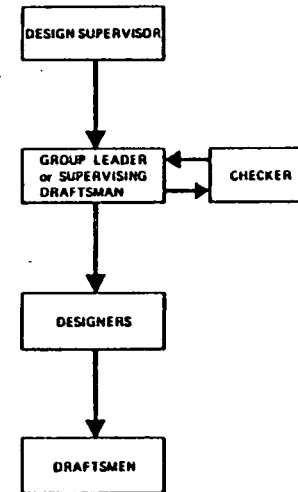 DESIGN SUPERVISOR
GROUP LEADER
or SUPERVISING
DRAFTSMAN
CHECKER
DESIGNERS
DRAFTSMEN